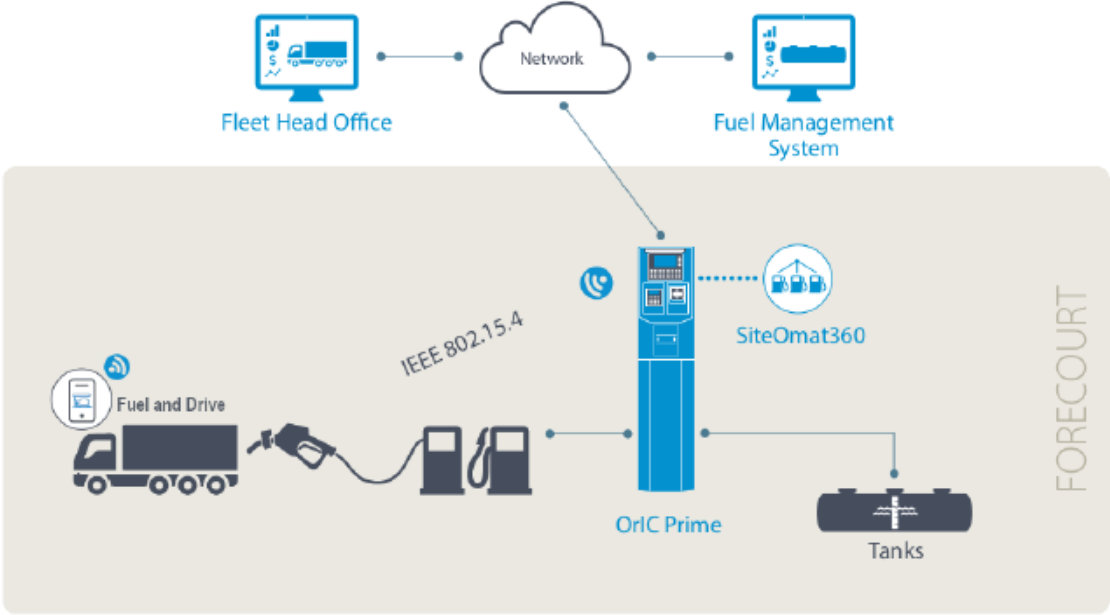 Network
Fleet Head Office
Fuel Management
System
IEEE 802.15.4
SiteOmat360
Fuel and Drive
FORECOURT
OrIC Prime
Tanks